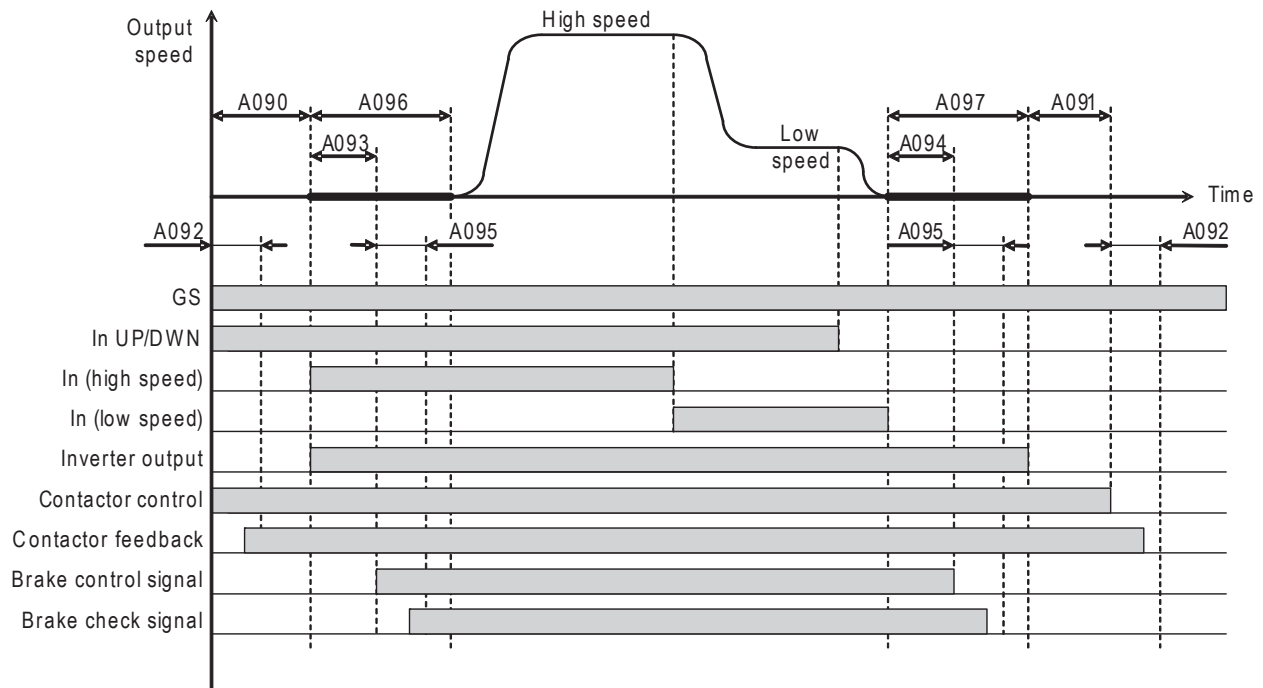 Output
speed
High speed
A090
A096
A097
A091
A093
Low
speed
A094
Time
A092
A095
A095
A092
GS
In UP/DWN
In (high speed)
In (low speed)
Inverter output
Contactor control
Contactor feedback
Brake control signal
Brake check signal